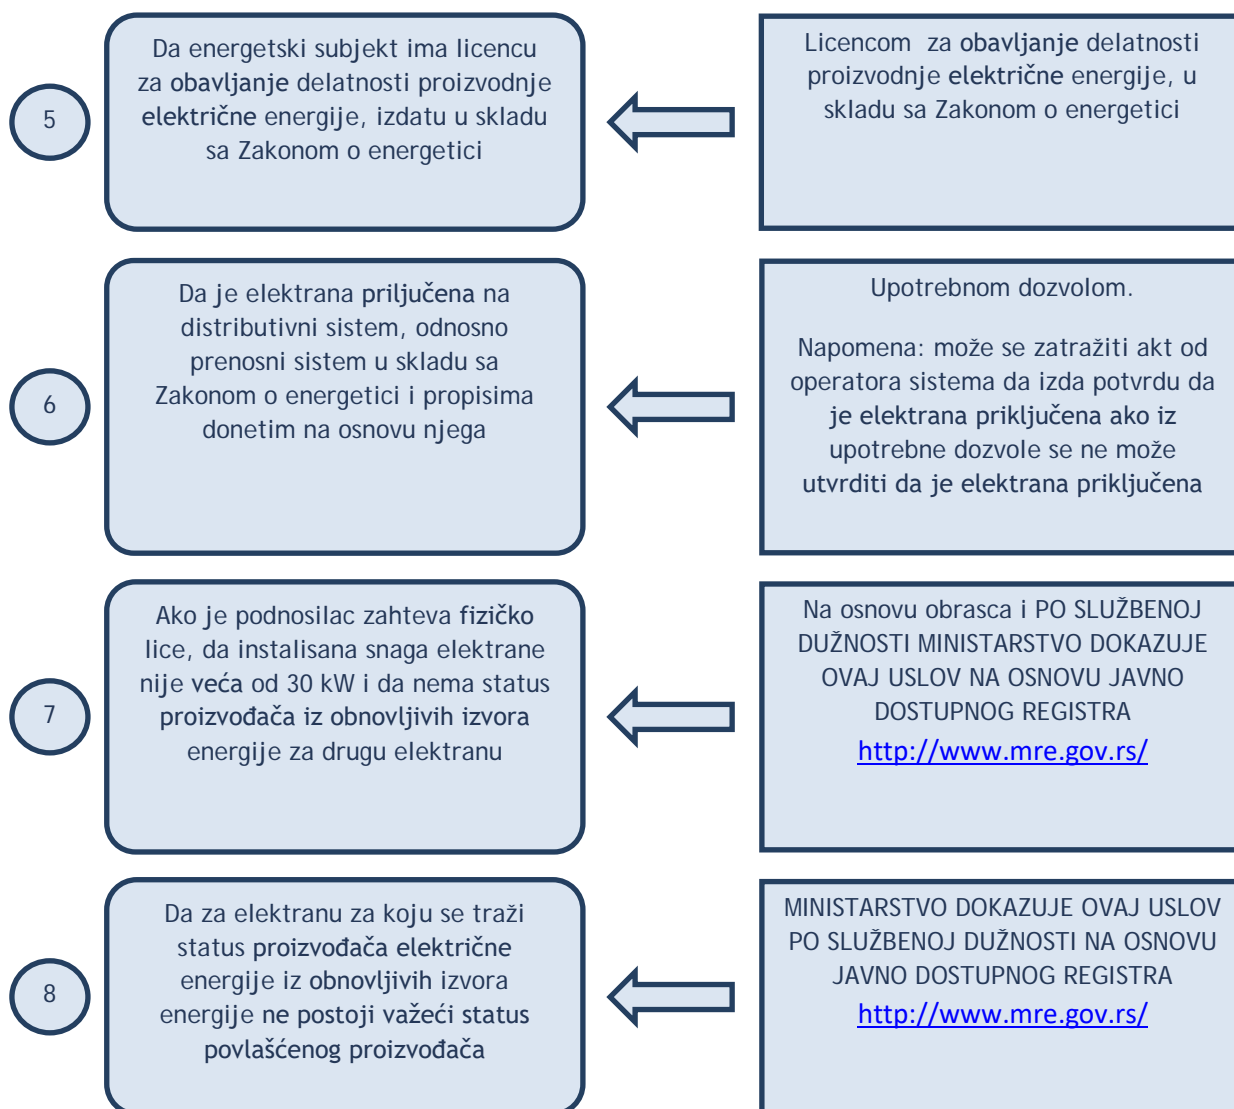 5
Da energetski subjekt ima licencu
za obavljanje delatnosti proizvodnje
električne energije, izdatu u skladu
sa Zakonom o energetici
Licencom za obavljanje delatnosti
proizvodnje električne energije, u
skladu sa Zakonom o energetici
6
Da je elektrana priljučena na
distributivni sistem, odnosno
prenosni sistem u skladu sa
Zakonom o energetici i propisima
donetim na osnovu njega
Upotrebnom dozvolom.
Napomena: može se zatražiti akt od
operatora sistema da izda potvrdu da
je elektrana priključena ako iz
upotrebne dozvole se ne može
utvrditi da je elektrana priključena
7
Ako je podnosilac zahteva fizičko
lice, da instalisana snaga elektrane
nije veća od 30 kW i da nema status
proizvođača iz obnovljivih izvora
energije za drugu elektranu
Na osnovu obrasca i PO SLUŽBENOJ
DUŽNOSTI MINISTARSTVO DOKAZUJE
OVAJ USLOV NA OSNOVU JAVNO
DOSTUPNOG REGISTRA
http://www.mre.gov.rs/
8
Da za elektranu za koju se traži
status proizvođača električne
energije iz obnovljivih izvora
energije ne postoji važeći status
povlašćenog proizvođača
MINISTARSTVO DOKAZUJE OVAJ USLOV
PO SLUŽBENOJ DUŽNOSTI NA OSNOVU
JAVNO DOSTUPNOG REGISTRA
http://www.mre.gov.rs/